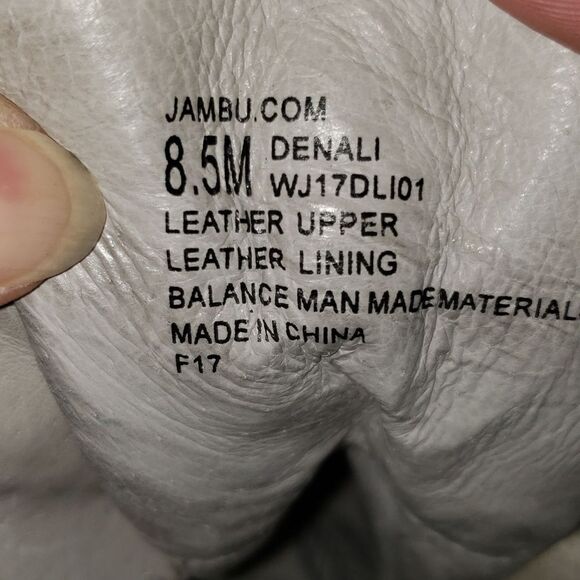 JAMBU.COM
8.5M DENALI
WJ17DLI01
LEATHER UPPER
LEATHER LINING
BALANCE MAN MADE MATERIAL
MADE IN CHINA
F17